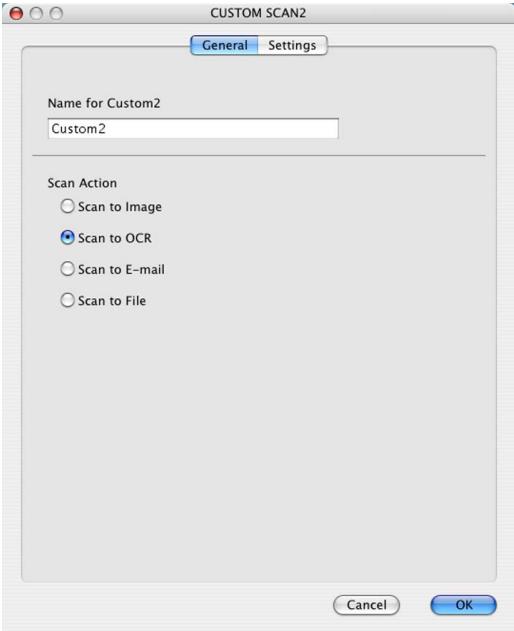 CUSTOM SCAN2
General Settings
Name for Custom2
Custom2
Scan Action
Scan to Image
Scan to OCR
Scan to E-mail
Scan to File
Cancel OK